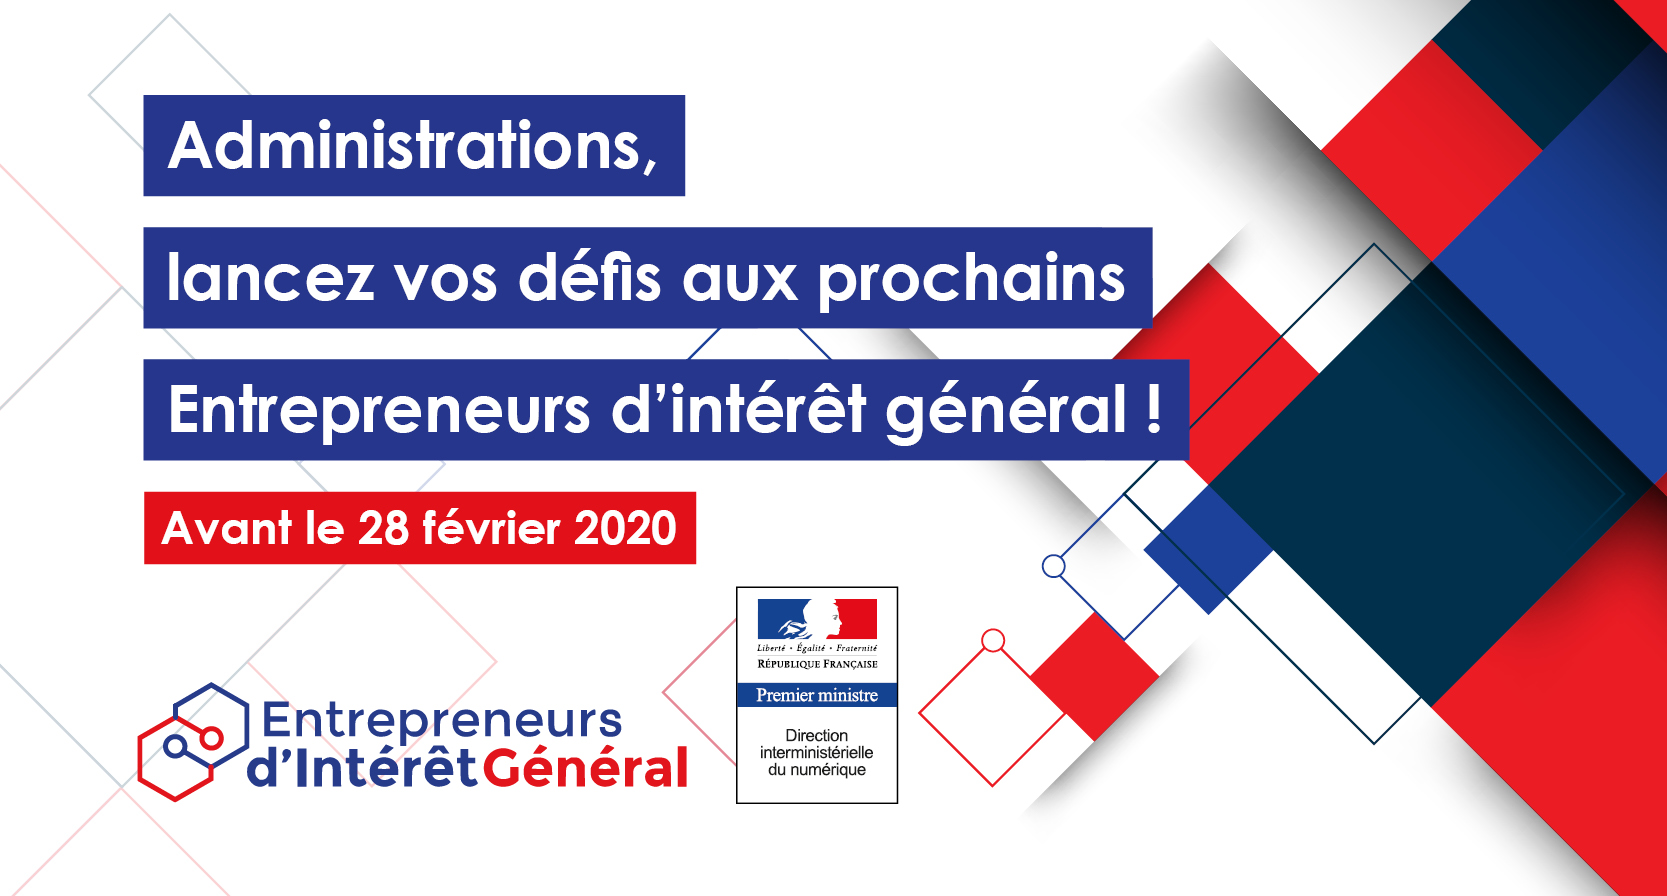 Administrations,
lancez vos défis aux prochains
Entrepreneurs d’intérêt général !
Avant le 28 février 2020
Entrepreneurs
d’Intérêt Général
Liberté • Égalité • Fraternité
RÉPUBLIQUE FRANÇAISE
Premier ministre
Direction
interministérielle
du numérique